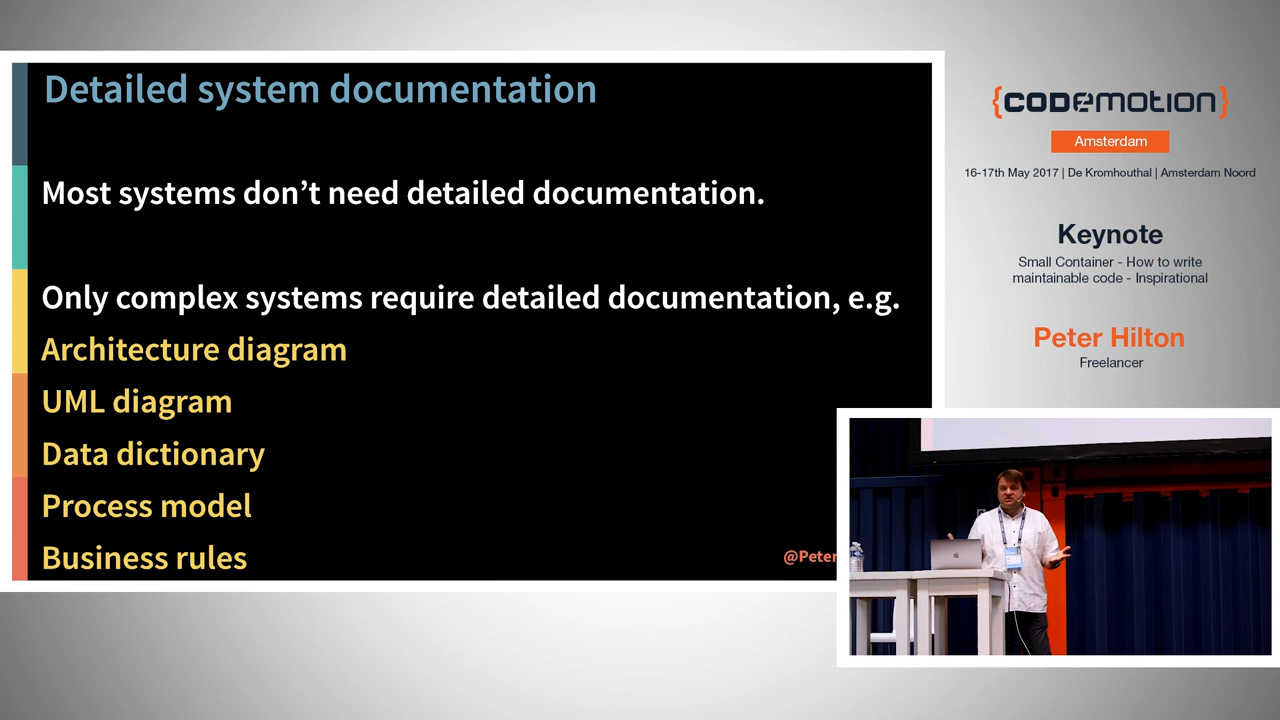 Detailed system documentation
Most systems don’t need detailed documentation.
Only complex systems require detailed documentation, e.g.
Architecture diagram
UML diagram
Data dictionary
Process model
Business rules
@Peter
{CODEMOTION}
Amsterdam
16-17th May 2017 | De Kromhouthal | Amsterdam Noord
Keynote
Small Container - How to write
maintainable code - Inspirational
Peter Hilton
Freelancer